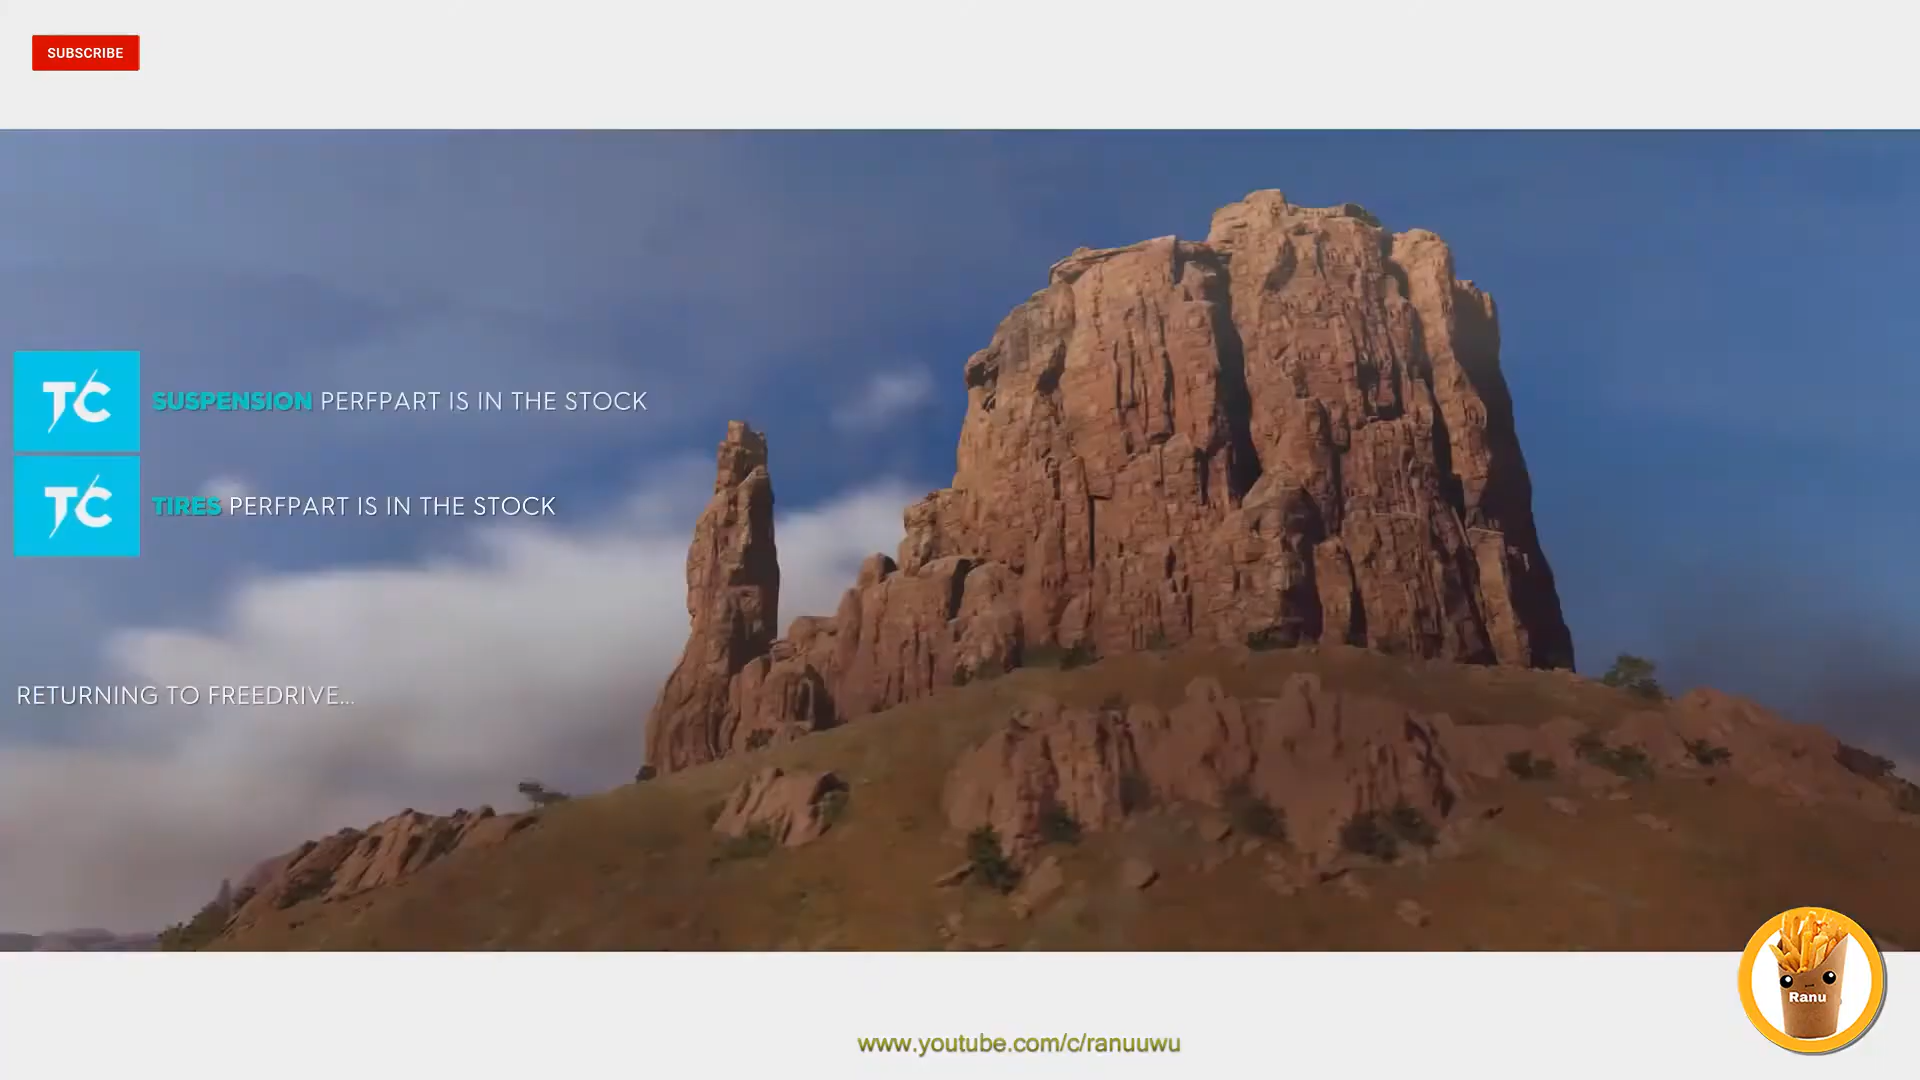 SUBSCRIBE
TC
SUSPENSION PERFPART IS IN THE STOCK
TC
TIRES PERFPART IS IN THE STOCK
RETURNING TO FREEDRIVE...
Ranu
www.youtube.com/c/ranuuwu